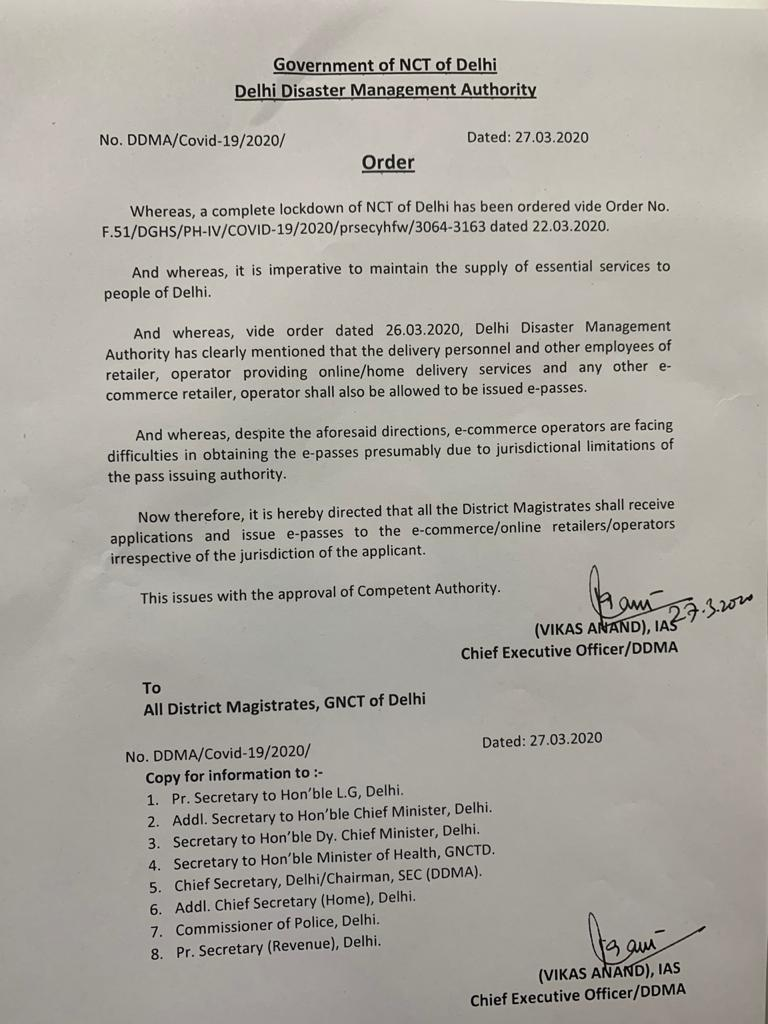 Government of NCT of Delhi
Delhi Disaster Management Authority
No. DDMA/Covid-19/2020/ Dated: 27.03.2020
Order
Whereas, a complete lockdown of NCT of Delhi has been ordered vide Order No.
F.51/DGHS/PH-IV/COVID-19/2020/prsecyhfw/3064-3163 dated 22.03.2020.
And whereas, it is imperative to maintain the supply of essential services to
people of Delhi.
And whereas, vide order dated 26.03.2020, Delhi Disaster Management
Authority has clearly mentioned that the delivery personnel and other employees of
retailer, operator providing online/home delivery services and any other e-
commerce retailer, operator shall also be allowed to be issued e-passes.
And whereas, despite the aforesaid directions, e-commerce operators are facing
difficulties in obtaining the e-passes presumably due to jurisdictional limitations of
the pass issuing authority.
Now therefore, it is hereby directed that all the District Magistrates shall receive
applications and issue e-passes to the e-commerce/online retailers/operators
irrespective of the jurisdiction of the applicant.
This issues with the approval of Competent Authority.
27.3.2020
(VIKAS ANAND), IAS
Chief Executive Officer/DDMA
To
All District Magistrates, GNCT of Delhi
No. DDMA/Covid-19/2020/ Dated: 27.03.2020
Copy for information to :-
1. Pr. Secretary to Hon'ble L.G, Delhi.
2. Addl. Secretary to Hon'ble Chief Minister, Delhi.
3. Secretary to Hon'ble Dy. Chief Minister, Delhi.
4. Secretary to Hon'ble Minister of Health, GNCTD.
5. Chief Secretary, Delhi/Chairman, SEC (DDMA).
6. Addl. Chief Secretary (Home), Delhi.
7. Commissioner of Police, Delhi.
8. Pr. Secretary (Revenue), Delhi.
(VIKAS ANAND), IAS
Chief Executive Officer/DDMA